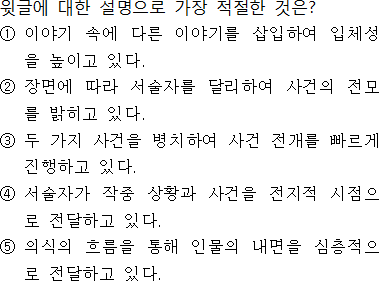 윗글에 대한 설명으로 가장 적절한 것은?
① 이야기 속에 다른 이야기를 삽입하여 입체성
을 높이고 있다.
② 장면에 따라 서술자를 달리하여 사건의 전모
를 밝히고 있다.
③ 두 가지 사건을 병치하여 사건 전개를 빠르게
진행하고 있다.
④ 서술자가 작중 상황과 사건을 전지적 시점으
로 전달하고 있다.
⑤ 의식의 흐름을 통해 인물의 내면을 심층적으
로 전달하고 있다.